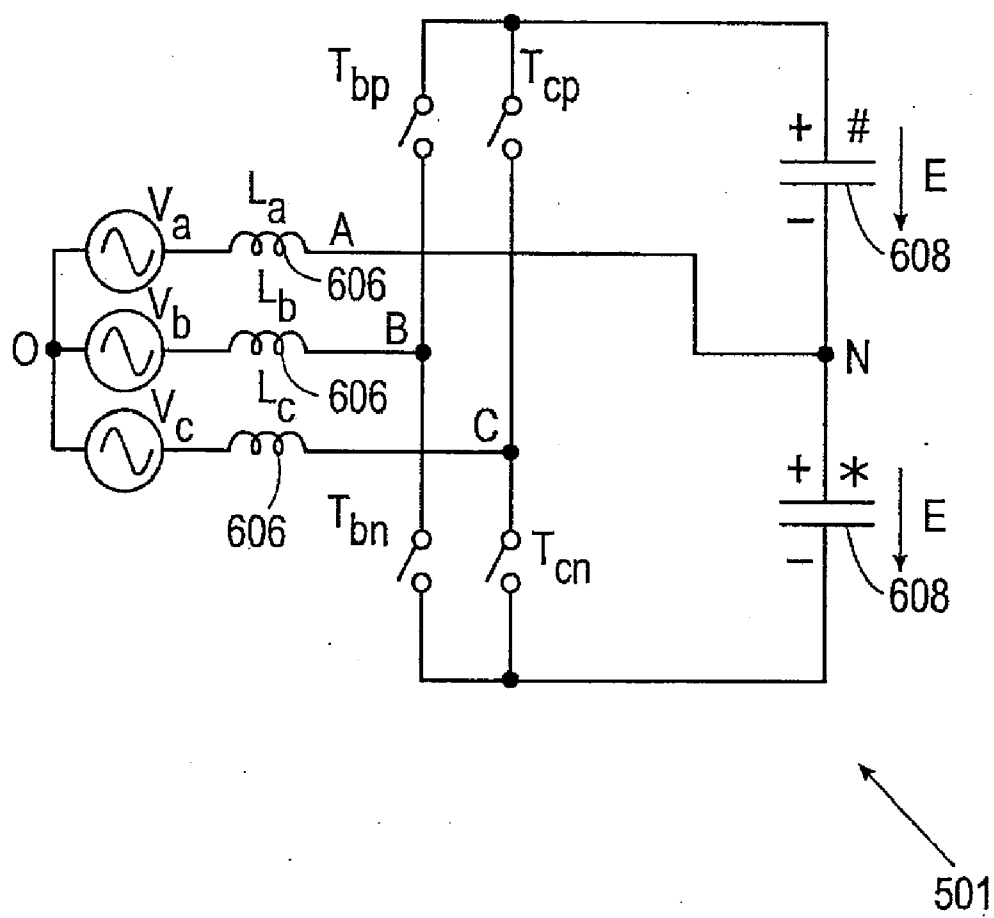 Tbp
Tcp
+ #
E
−
608
Va
La
A
606
Vb
Lb
B
O
606
N
Vc
Lc
C
606
+ *
E
−
608
Tbn
Tcn
501